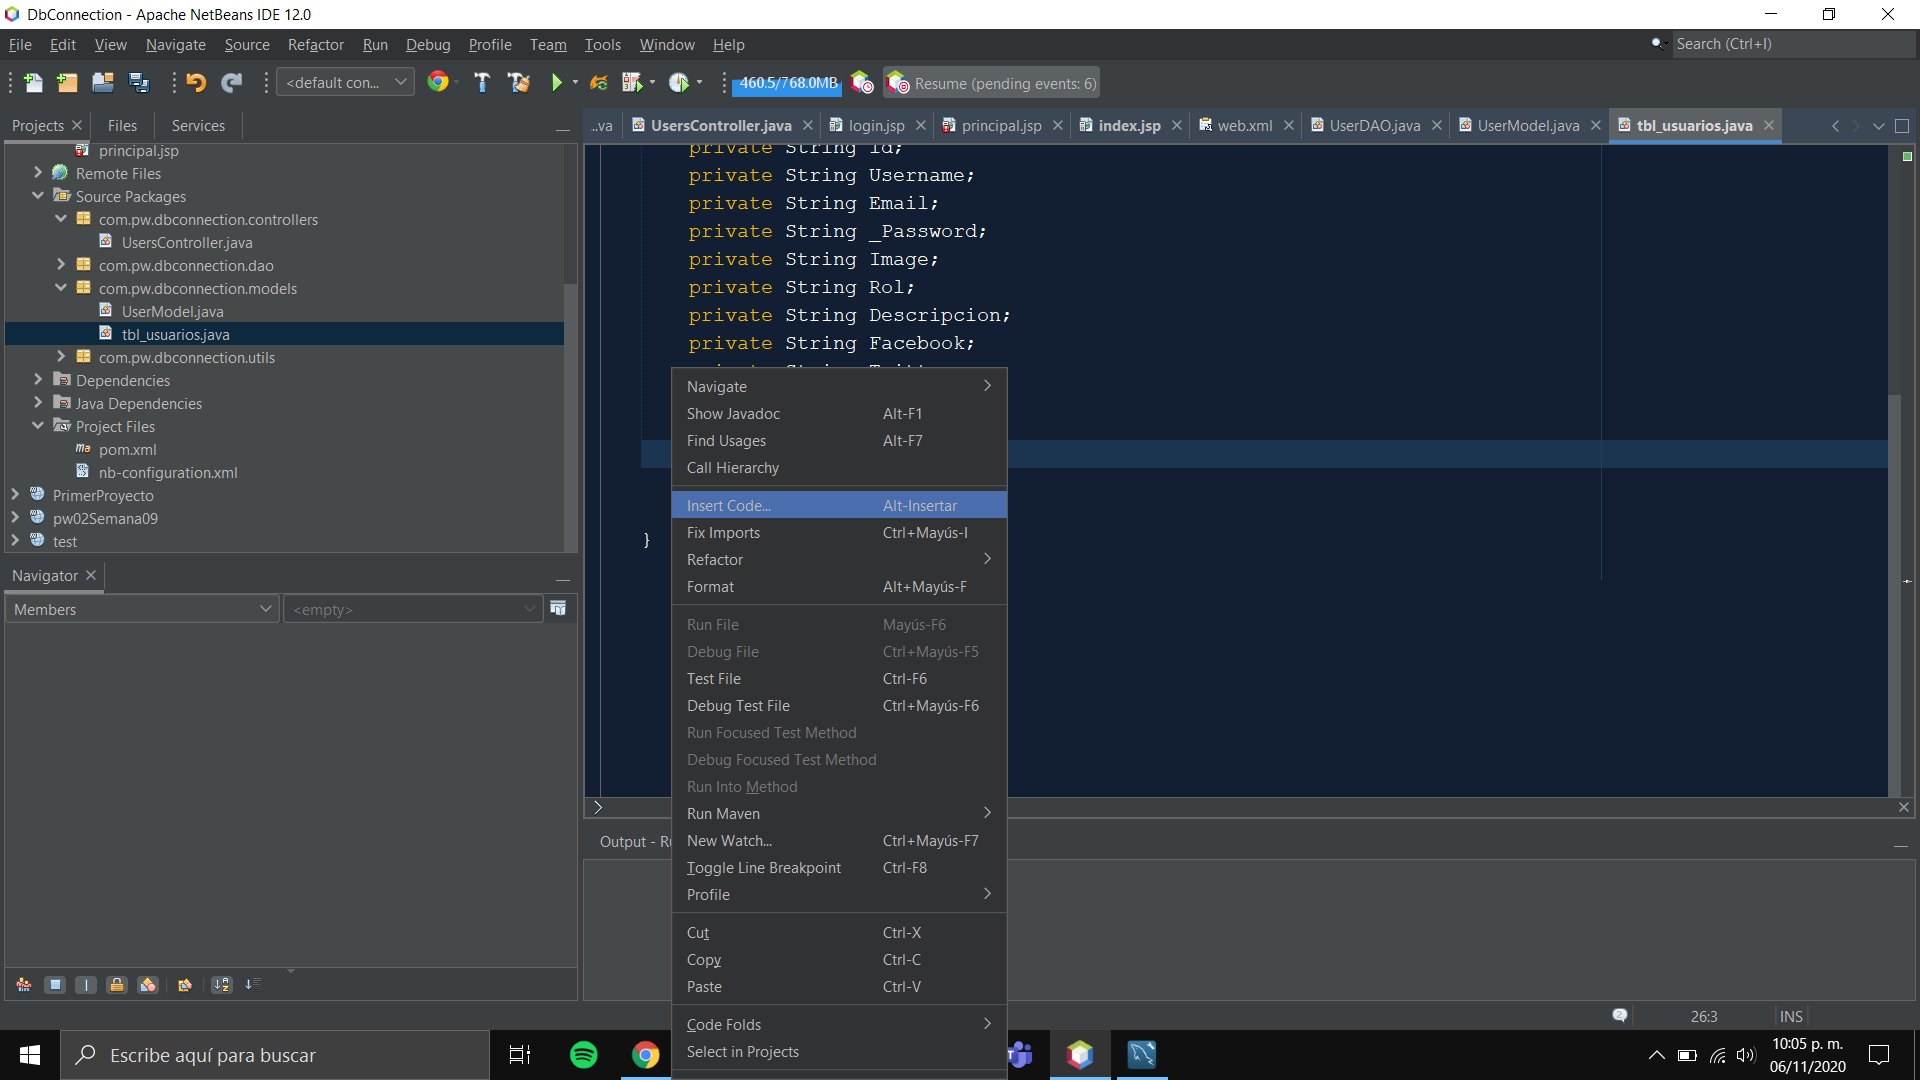 DbConnection - Apache NetBeans IDE 12.0
File Edit View Navigate Source Refactor Run Debug Profile Team Tools Window Help
Search (Ctrl+I)
<default con...
460.5/768.0MB
Resume (pending events: 6)
Projects Files Services
principal.jsp
Remote Files
Source Packages
com.pw.dbconnection.controllers
UsersController.java
com.pw.dbconnection.dao
com.pw.dbconnection.models
UserModel.java
tbl_usuarios.java
com.pw.dbconnection.utils
Dependencies
Java Dependencies
Project Files
pom.xml
nb-configuration.xml
PrimerProyecto
pw02Semana09
test
Navigator
Members
<empty>
..va UsersController.java login.jsp principal.jsp index.jsp web.xml UserDAO.java UserModel.java tbl_usuarios.java
private String Id;
private String Username;
private String Email;
private String _Password;
private String Image;
private String Rol;
private String Descripcion;
private String Facebook;
}
Navigate
Show Javadoc Alt-F1
Find Usages Alt-F7
Call Hierarchy
Insert Code... Alt-Insertar
Fix Imports Ctrl+Mayús-I
Refactor
Format Alt+Mayús-F
Run File Mayús-F6
Debug File Ctrl+Mayús-F5
Test File Ctrl-F6
Debug Test File Ctrl+Mayús-F6
Run Focused Test Method
Debug Focused Test Method
Run Into Method
Run Maven
New Watch... Ctrl+Mayús-F7
Toggle Line Breakpoint Ctrl-F8
Profile
Cut Ctrl-X
Copy Ctrl-C
Paste Ctrl-V
Code Folds
Select in Projects
Output - R
2
26:3
INS
Escribe aquí para buscar
10:05 p. m.
06/11/2020